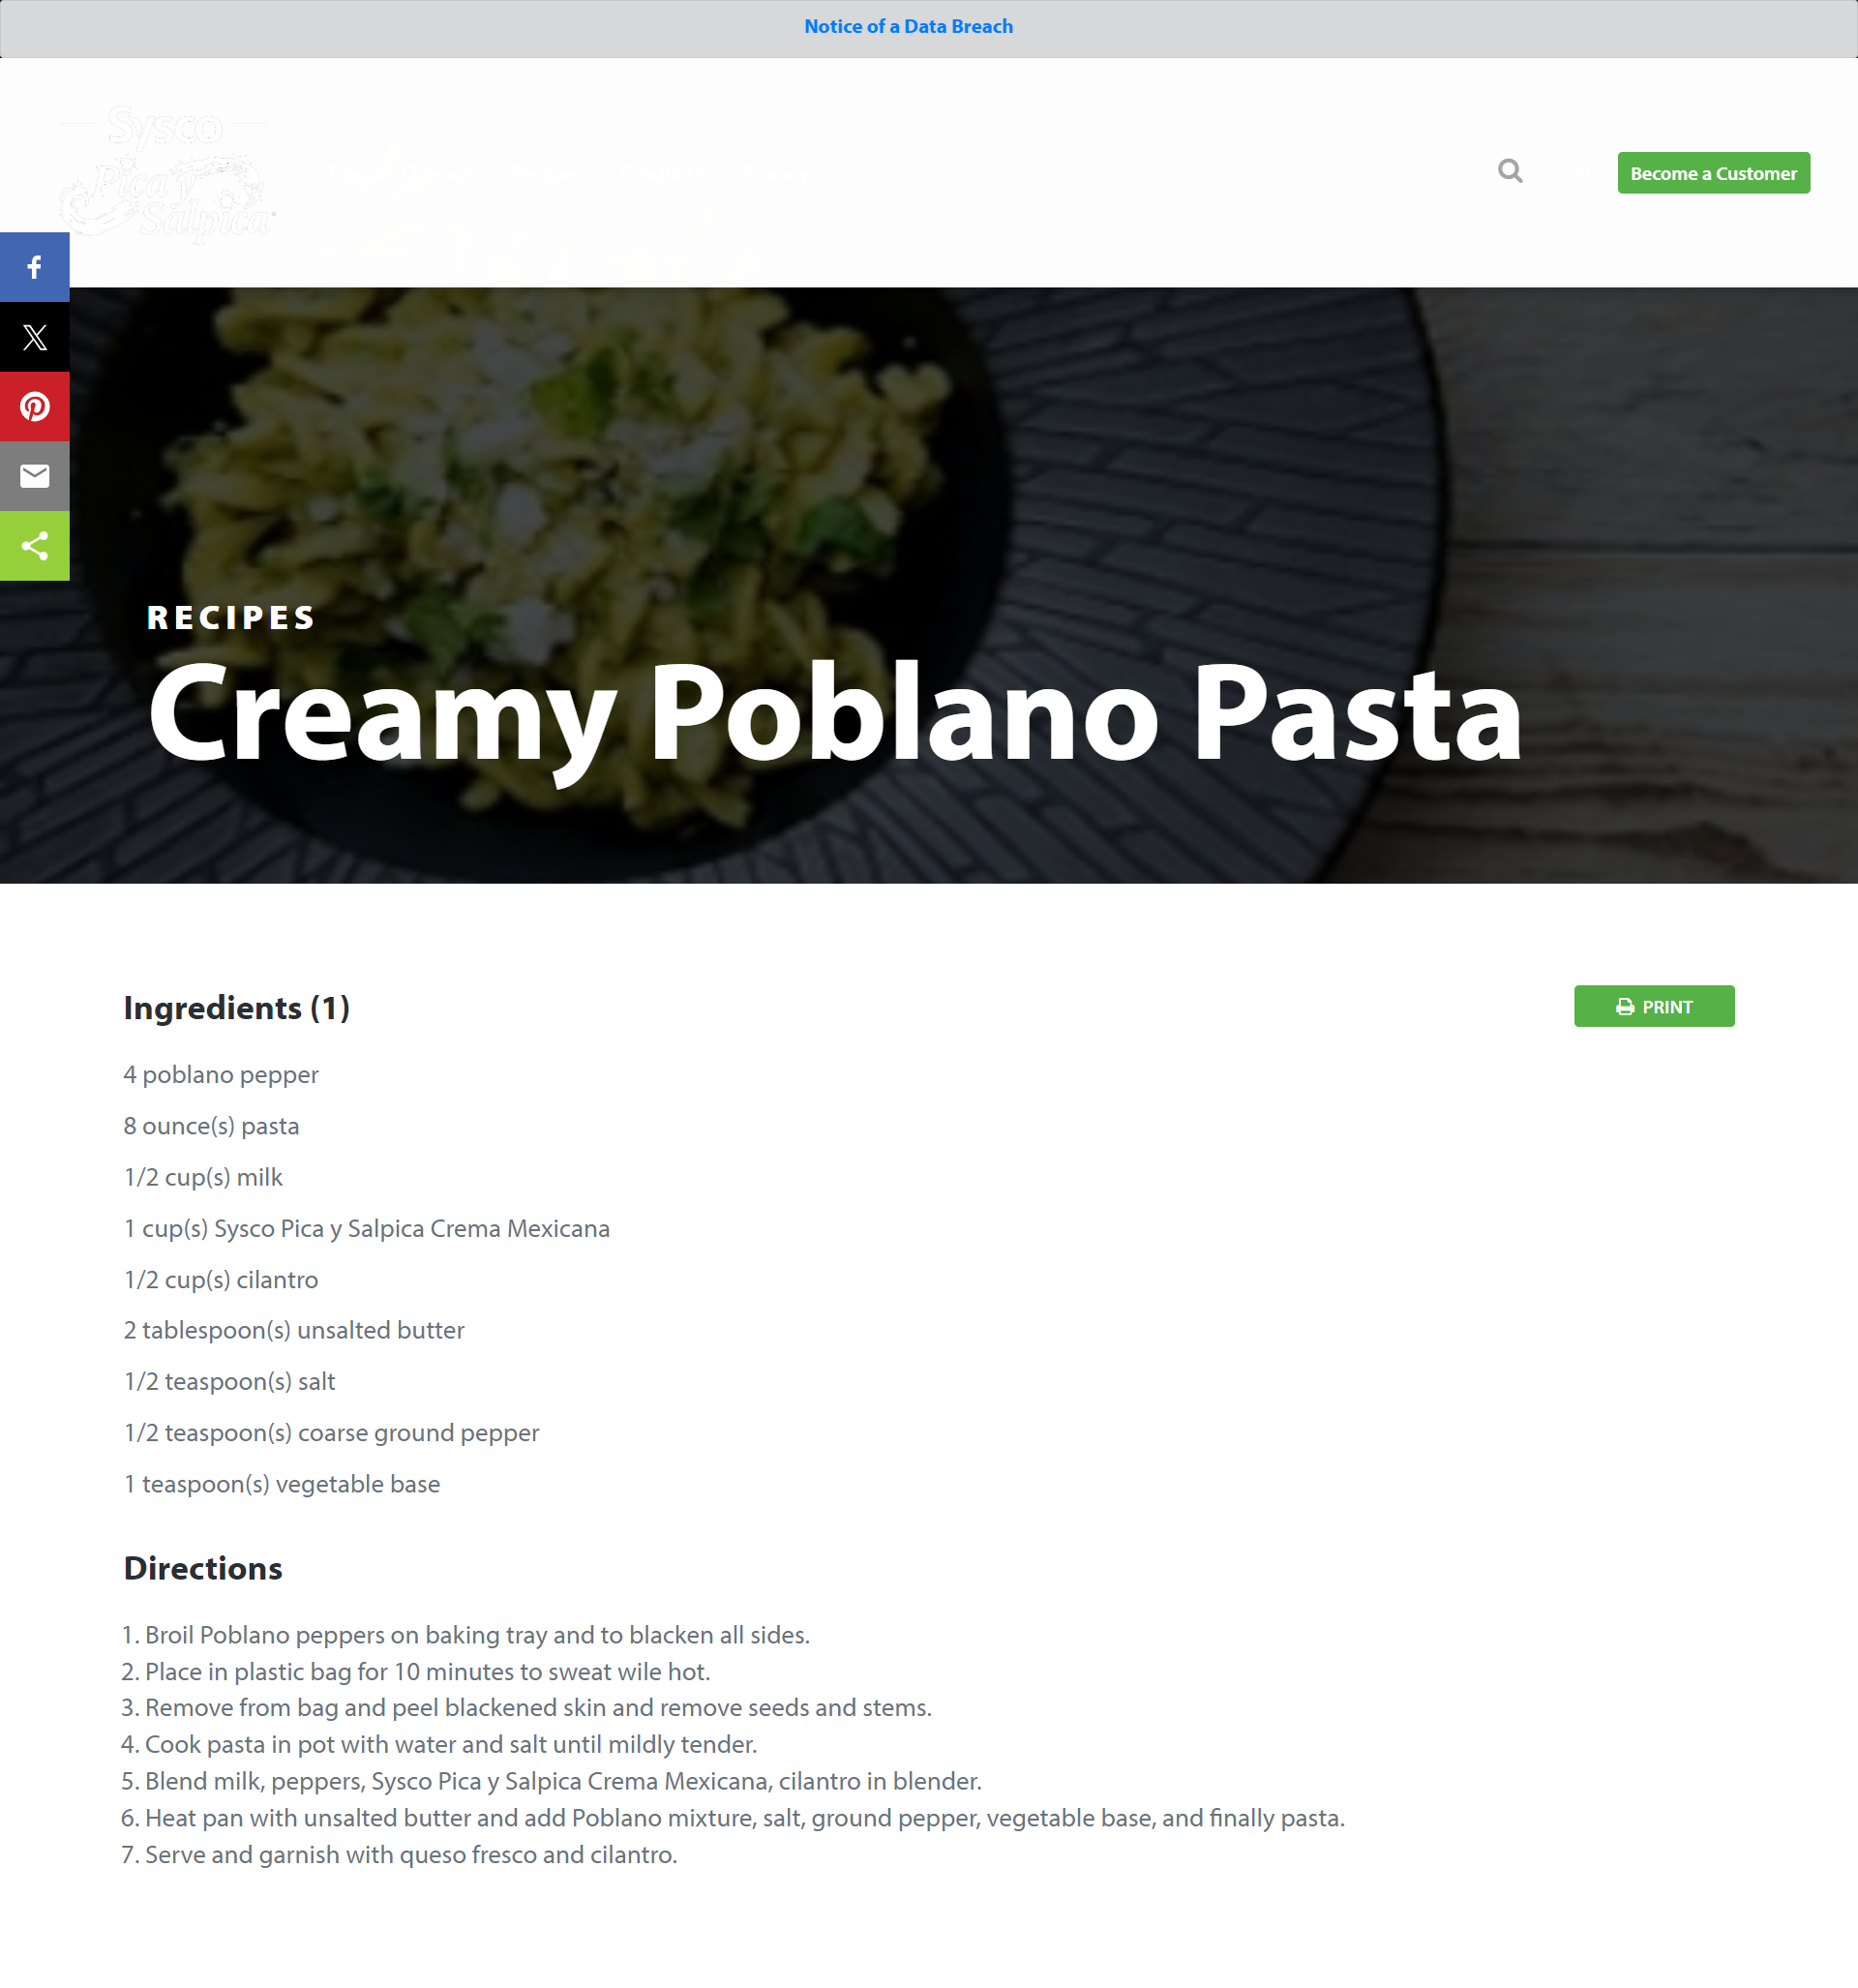 Notice of a Data Breach
Sysco
Pica y
Salpica
Become a Customer
RECIPES
Creamy Poblano Pasta
Ingredients (1)
PRINT
4 poblano pepper
8 ounce(s) pasta
1/2 cup(s) milk
1 cup(s) Sysco Pica y Salpica Crema Mexicana
1/2 cup(s) cilantro
2 tablespoon(s) unsalted butter
1/2 teaspoon(s) salt
1/2 teaspoon(s) coarse ground pepper
1 teaspoon(s) vegetable base
Directions
1. Broil Poblano peppers on baking tray and to blacken all sides.
2. Place in plastic bag for 10 minutes to sweat wile hot.
3. Remove from bag and peel blackened skin and remove seeds and stems.
4. Cook pasta in pot with water and salt until mildly tender.
5. Blend milk, peppers, Sysco Pica y Salpica Crema Mexicana, cilantro in blender.
6. Heat pan with unsalted butter and add Poblano mixture, salt, ground pepper, vegetable base, and finally pasta.
7. Serve and garnish with queso fresco and cilantro.